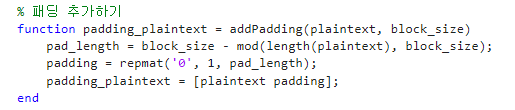 % 패딩 추가하기
function padding_plaintext = addPadding(plaintext, block_size)
    pad_length = block_size - mod(length(plaintext), block_size);
    padding = repmat('0', 1, pad_length);
    padding_plaintext = [plaintext padding];
end